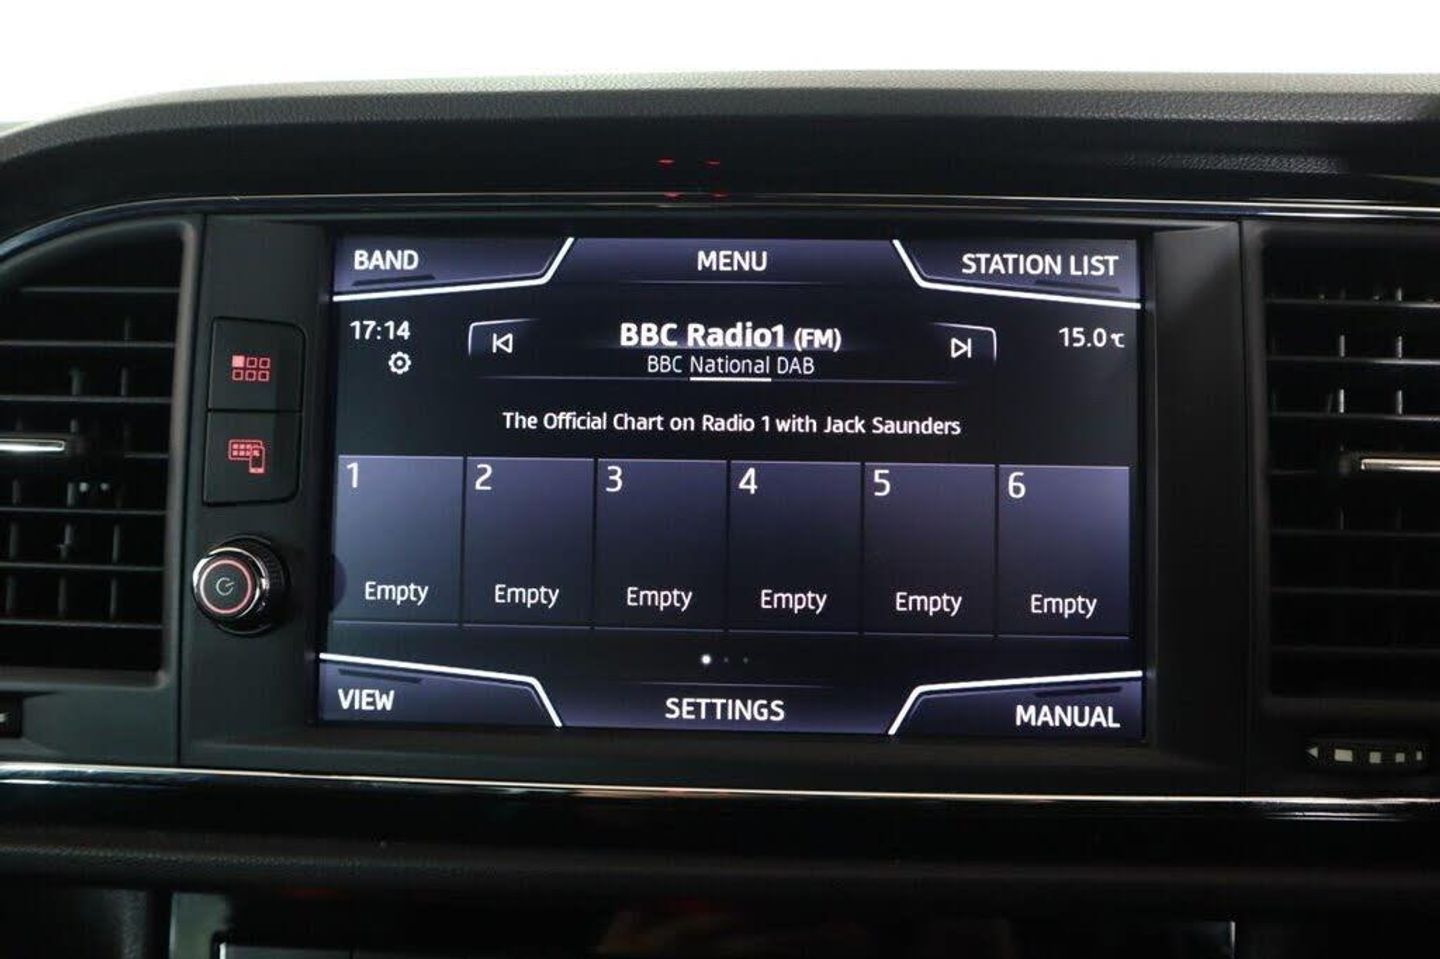 BAND MENU STATION LIST
17:14 BBC Radio1 (FM) 15.0 °C
BBC National DAB
The Official Chart on Radio 1 with Jack Saunders
1 2 3 4 5 6
Empty Empty Empty Empty Empty Empty
VIEW SETTINGS MANUAL